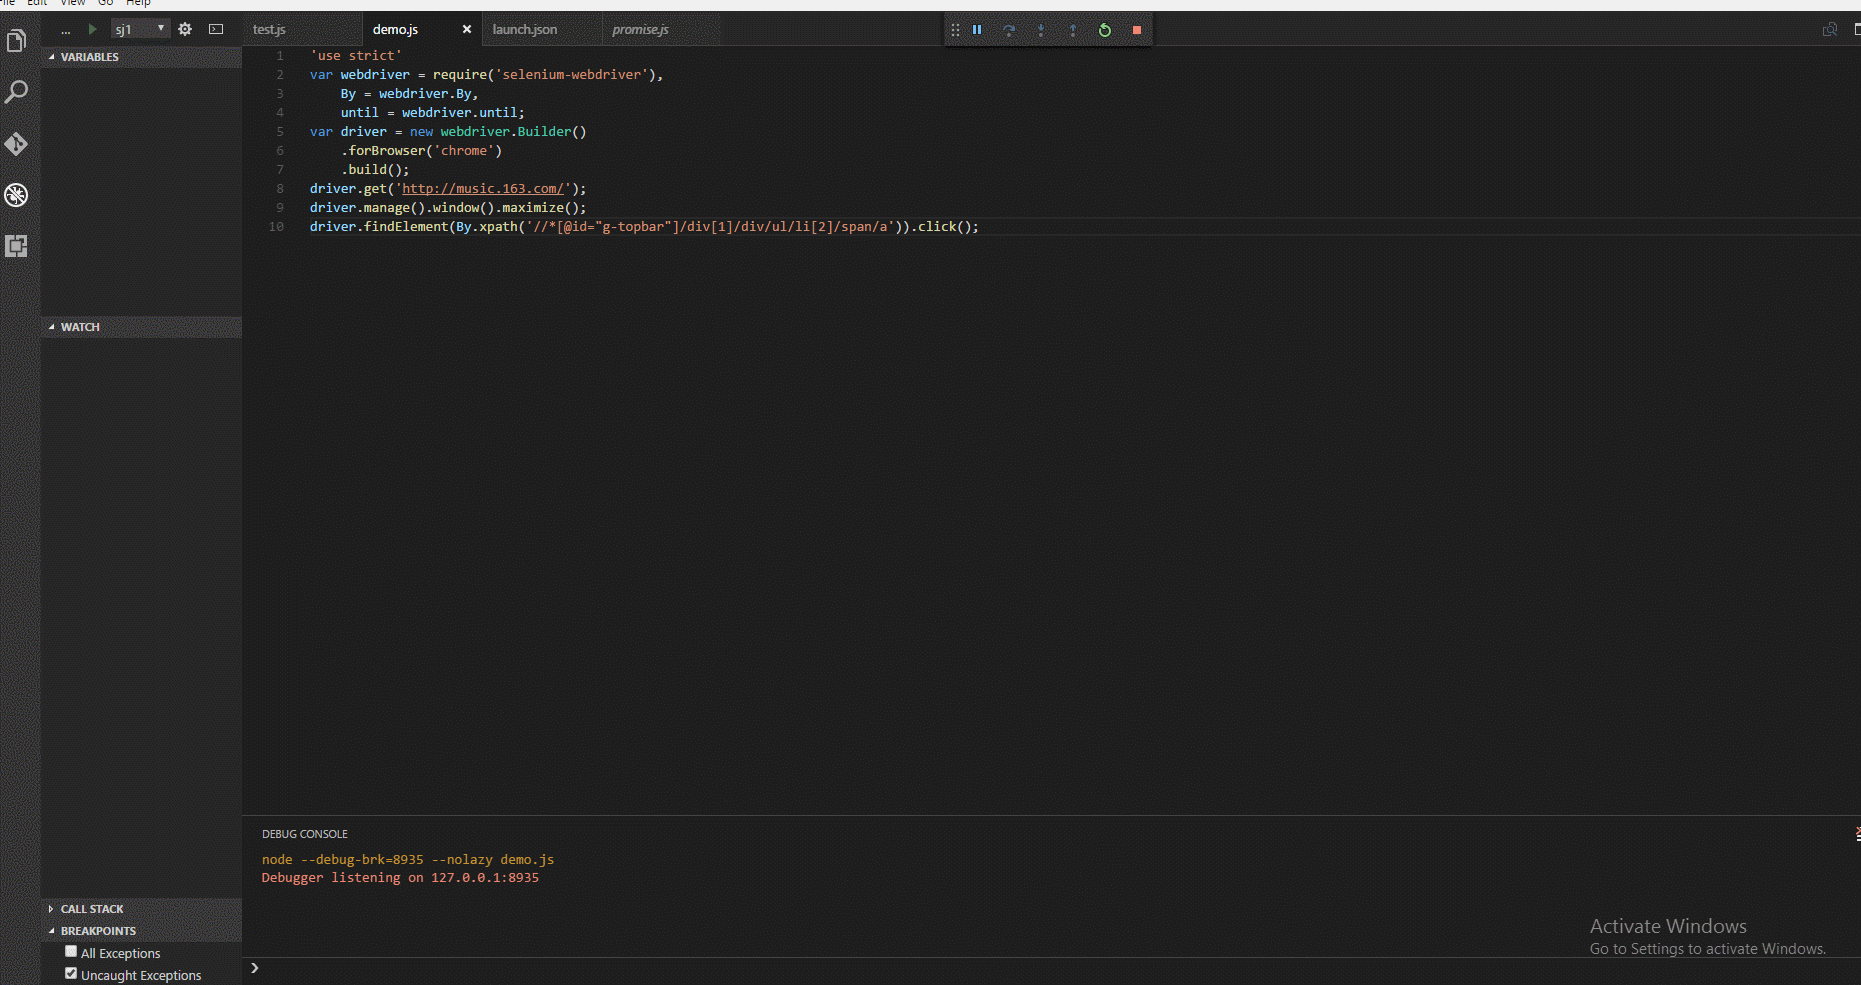 File Edit View Go Help
... sj1
test.js demo.js launch.json promise.js
VARIABLES
1 'use strict'
2 var webdriver = require('selenium-webdriver'),
3 By = webdriver.By,
4 until = webdriver.until;
5 var driver = new webdriver.Builder()
6 .forBrowser('chrome')
7 .build();
8 driver.get('http://music.163.com/');
9 driver.manage().window().maximize();
10 driver.findElement(By.xpath('//*[@id="g-topbar"]/div[1]/div/ul/li[2]/span/a')).click();
WATCH
DEBUG CONSOLE
node --debug-brk=8935 --nolazy demo.js
Debugger listening on 127.0.0.1:8935
CALL STACK
BREAKPOINTS
All Exceptions
Uncaught Exceptions
Activate Windows
Go to Settings to activate Windows.